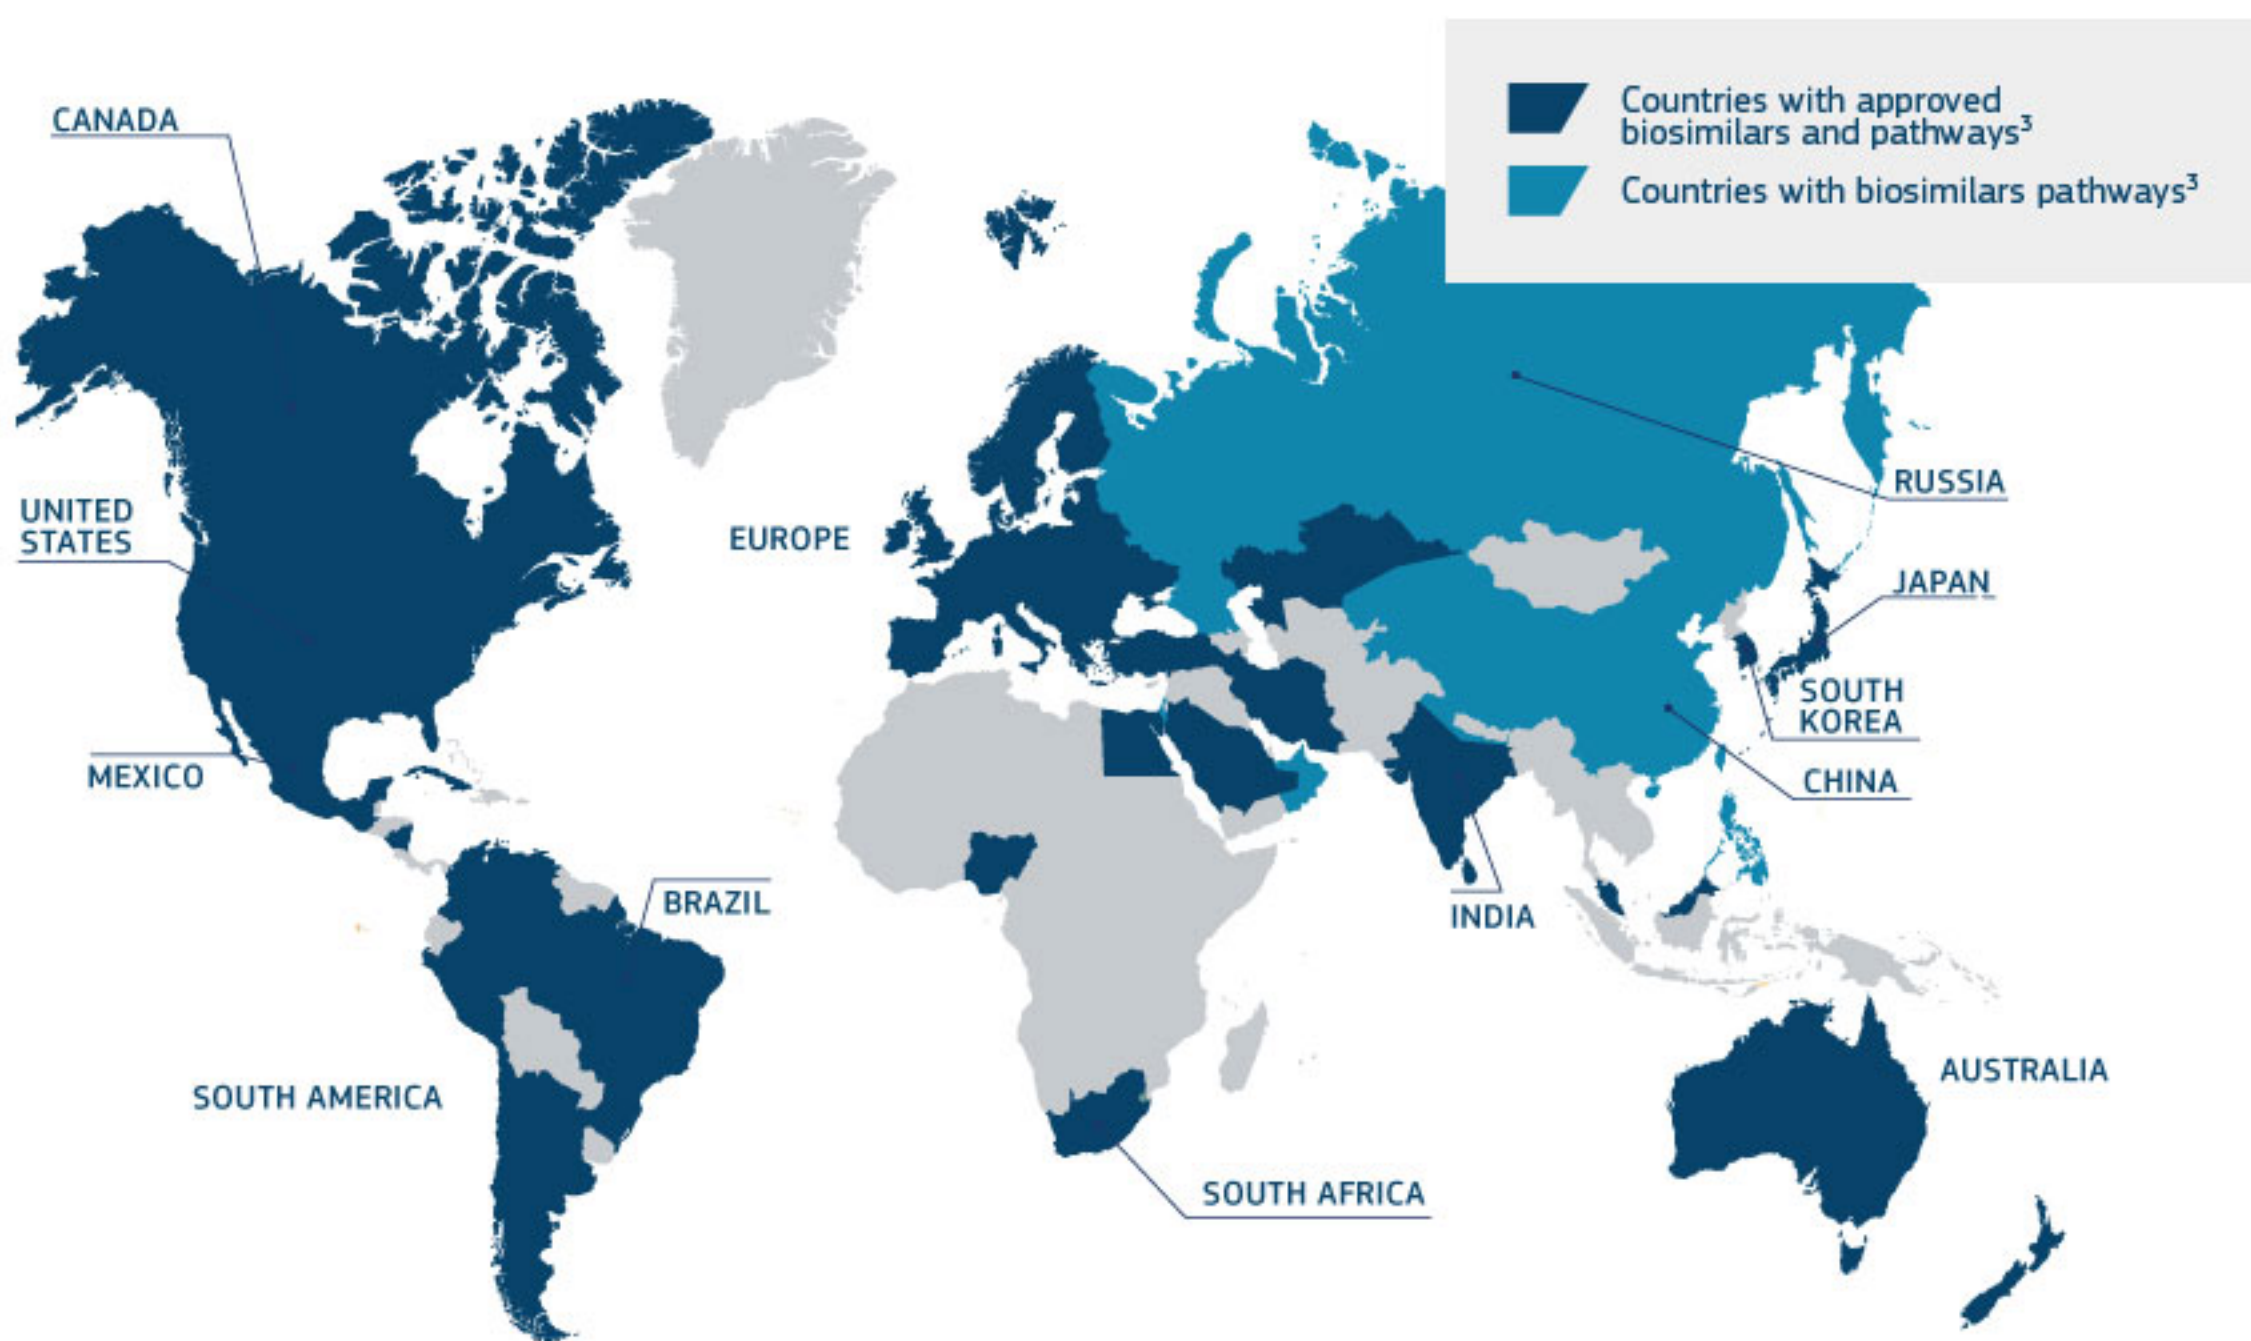 Countries with approved
biosimilars and pathways³
Countries with biosimilars pathways³
CANADA
UNITED
STATES
MEXICO
EUROPE
RUSSIA
JAPAN
SOUTH
KOREA
CHINA
INDIA
BRAZIL
SOUTH AMERICA
SOUTH AFRICA
AUSTRALIA